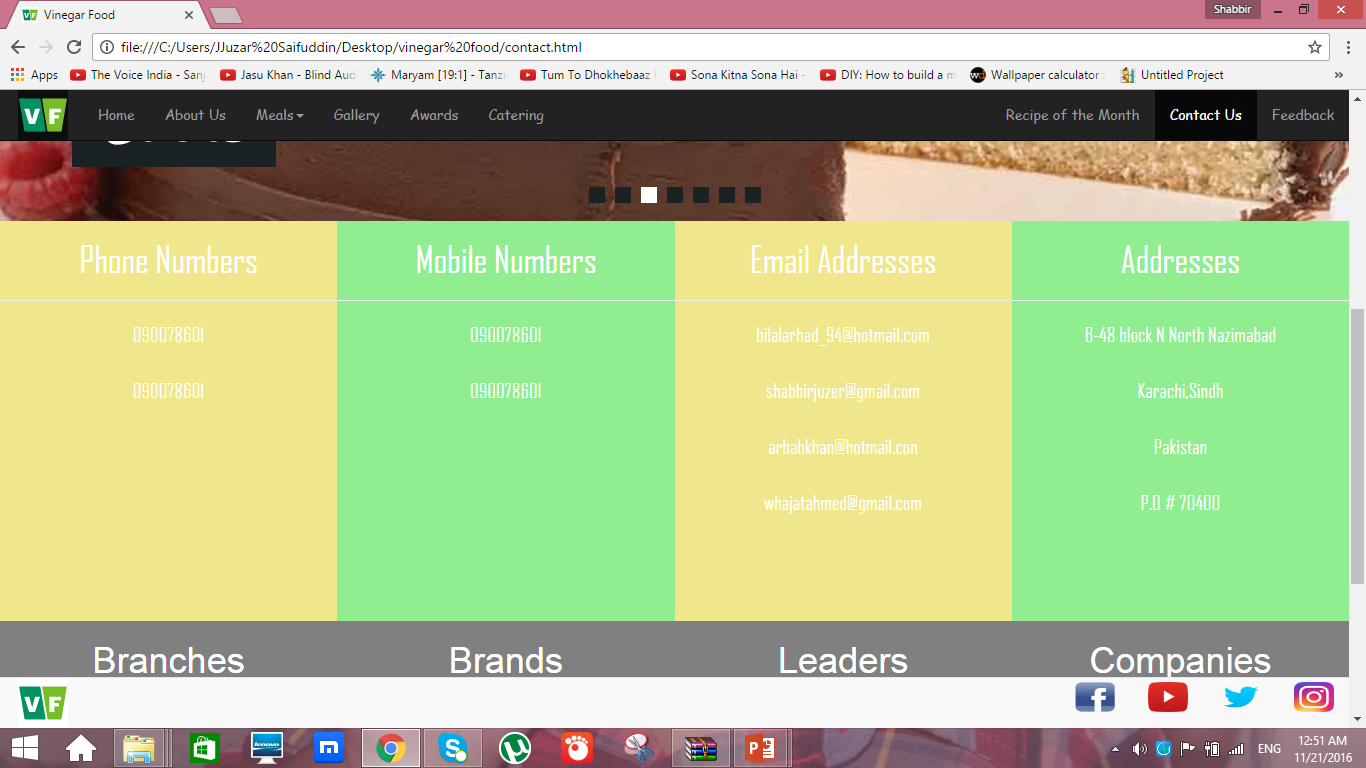 Vinegar Food
Shabbir
file:///C:/Users/JJuzar%20Saifuddin/Desktop/vinegar%20food/contact.html
Apps
The Voice India - Sanj
Jasu Khan - Blind Aud
Maryam [19:1] - Tanzi
Tum To Dhokhebaaz
Sona Kitna Sona Hai -
DIY: How to build a m
Wallpaper calculator
Untitled Project
»
VF
Home
About Us
Meals
Gallery
Awards
Catering
Recipe of the Month
Contact Us
Feedback
Phone Numbers
Mobile Numbers
Email Addresses
Addresses
090078601
090078601
bilalarhad_94@hotmail.com
B-48 block N North Nazimabad
090078601
090078601
shabbirjuzer@gmail.com
Karachi,Sindh
arbabkhan@hotmail.con
Pakistan
whajatahmed@gmail.com
P.O # 70400
Branches
Brands
Leaders
Companies
VF
lenovo
ENG
12:51 AM
11/21/2016